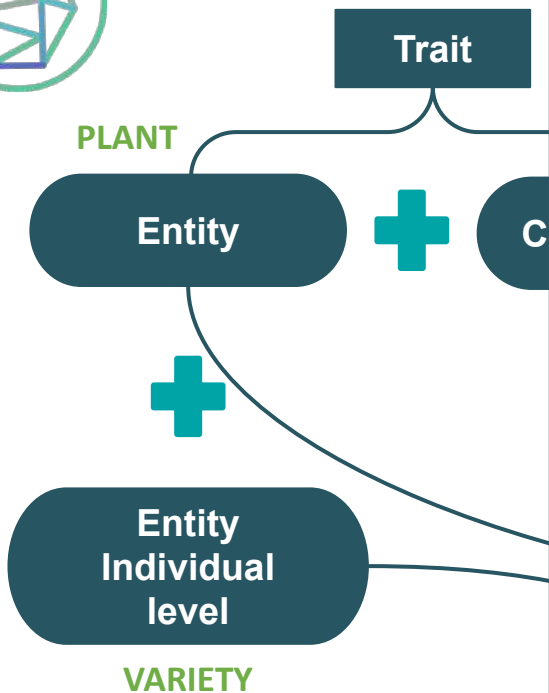 Trait
PLANT
Entity
C
Entity
Individual
level
VARIETY